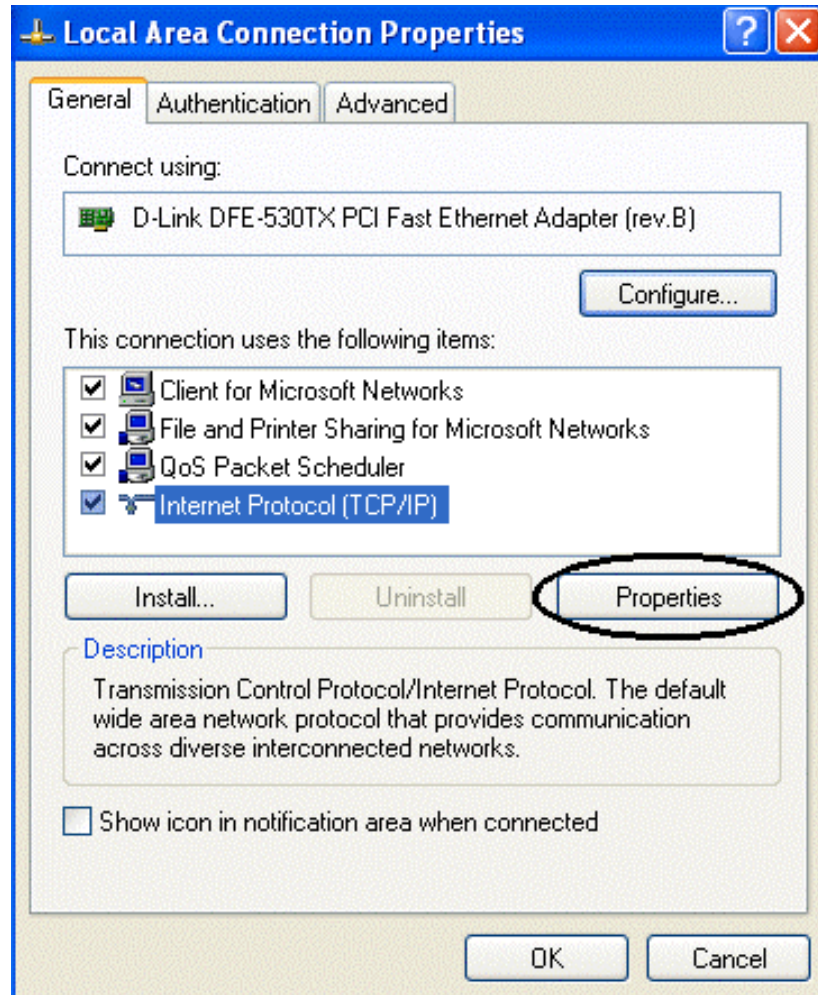 Local Area Connection Properties
General Authentication Advanced
Connect using:
D-Link DFE-530TX PCI Fast Ethernet Adapter (rev.B)
Configure...
This connection uses the following items:
Client for Microsoft Networks
File and Printer Sharing for Microsoft Networks
QoS Packet Scheduler
Internet Protocol (TCP/IP)
Install... Uninstall Properties
Description
Transmission Control Protocol/Internet Protocol. The default
wide area network protocol that provides communication
across diverse interconnected networks.
Show icon in notification area when connected
OK Cancel